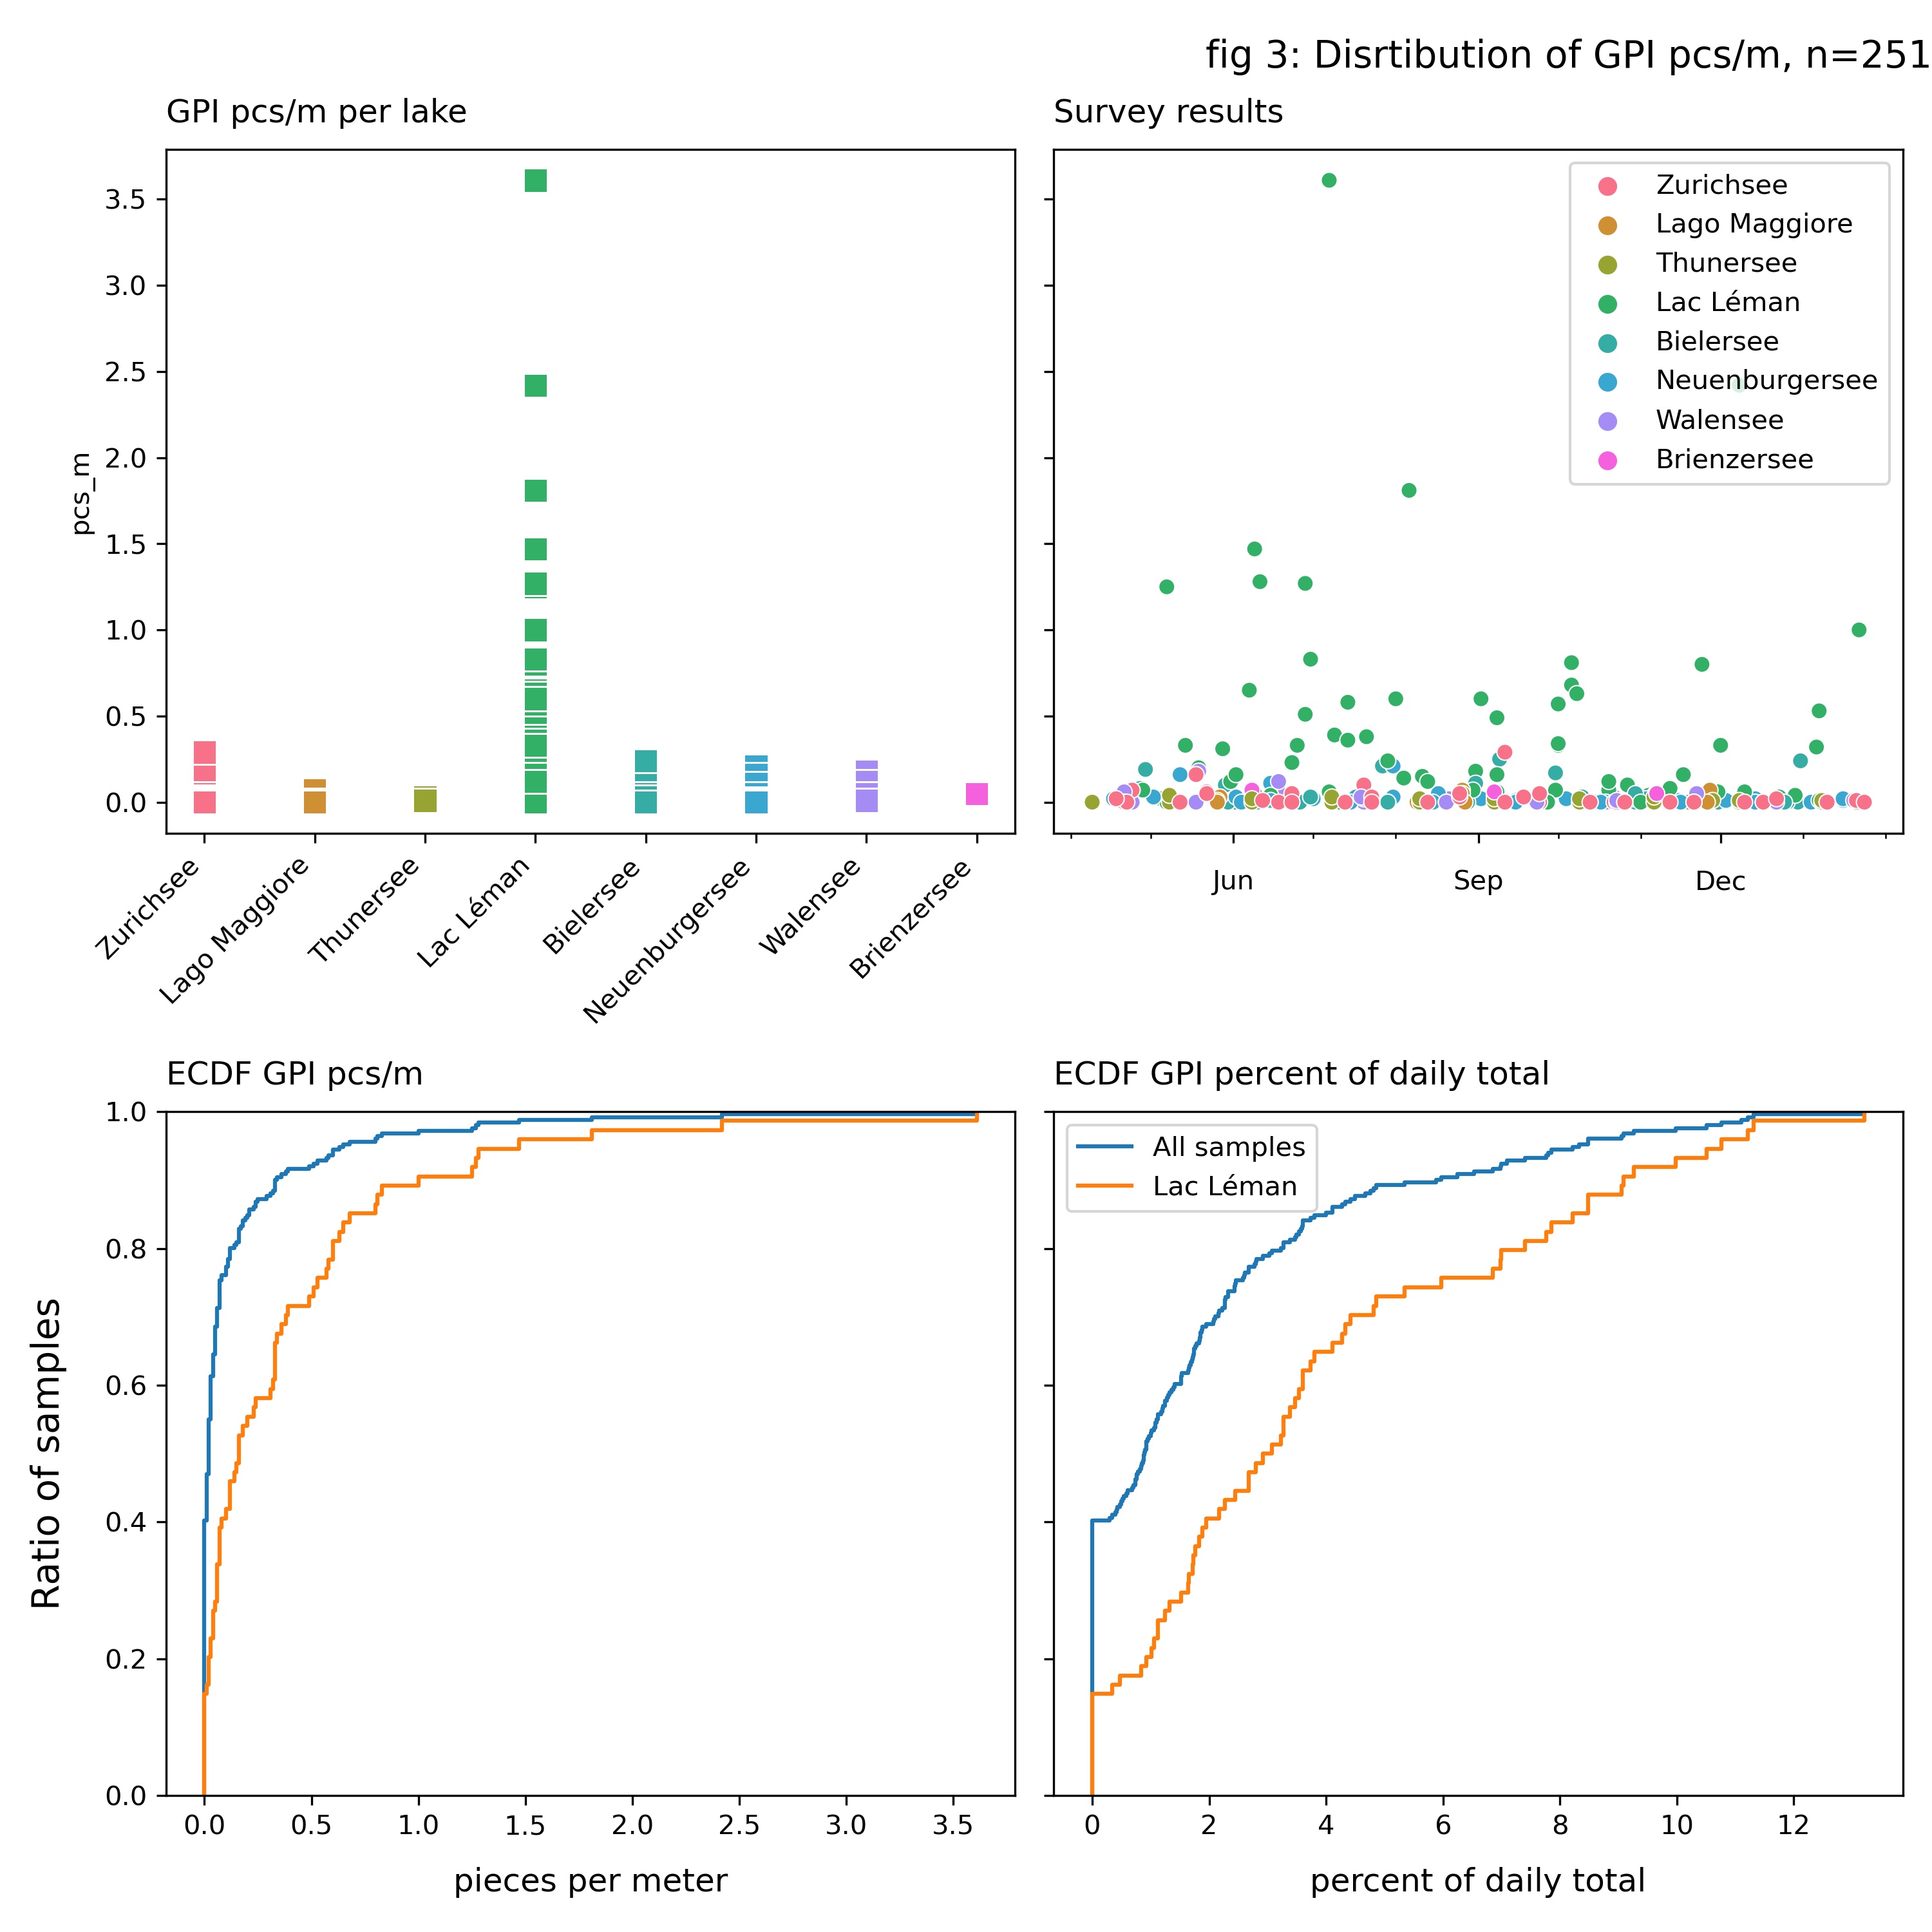 fig 3: Disrtibution of GPI pcs/m, n=251
GPI pcs/m per lake
pcs_m
3.5
3.0
2.5
2.0
1.5
1.0
0.5
0.0
Zurichsee
Lago Maggiore
Thunersee
Lac Léman
Bielersee
Neuenburgersee
Walensee
Brienzersee
Survey results
Zurichsee
Lago Maggiore
Thunersee
Lac Léman
Bielersee
Neuenburgersee
Walensee
Brienzersee
Jun Sep Dec
ECDF GPI pcs/m
Ratio of samples
1.0
0.8
0.6
0.4
0.2
0.0
0.0 0.5 1.0 1.5 2.0 2.5 3.0 3.5
pieces per meter
ECDF GPI percent of daily total
All samples
Lac Léman
0 2 4 6 8 10 12
percent of daily total